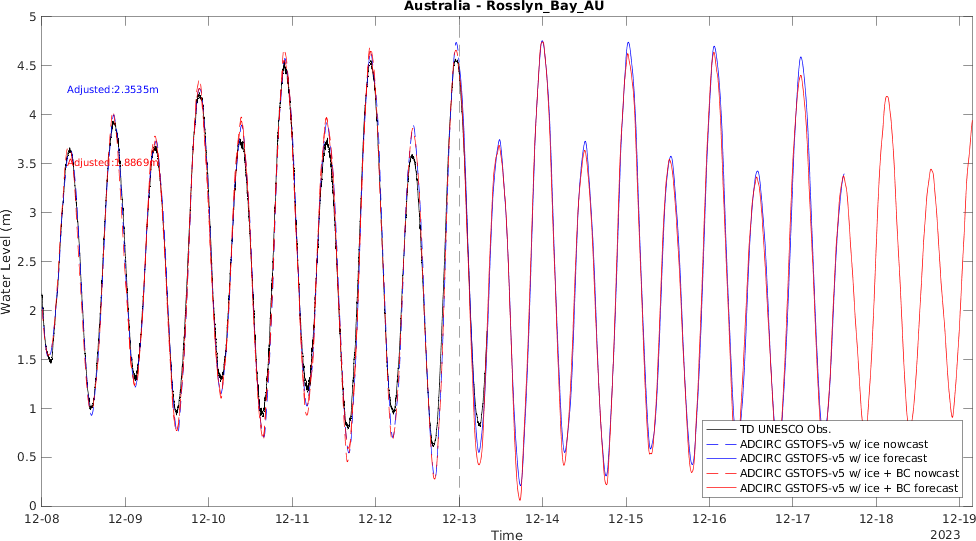 Australia - Rosslyn_Bay_AU
5
4.5
4
3.5
3
2.5
2
1.5
1
0.5
0
Water Level (m)
Adjusted:2.3535m
Adjusted:1.8869m
TD UNESCO Obs.
ADCIRC GSTOFS-v5 w/ ice nowcast
ADCIRC GSTOFS-v5 w/ ice forecast
ADCIRC GSTOFS-v5 w/ ice + BC nowcast
ADCIRC GSTOFS-v5 w/ ice + BC forecast
12-08 12-09 12-10 12-11 12-12 12-13 12-14 12-15 12-16 12-17 12-18 12-19
Time
2023